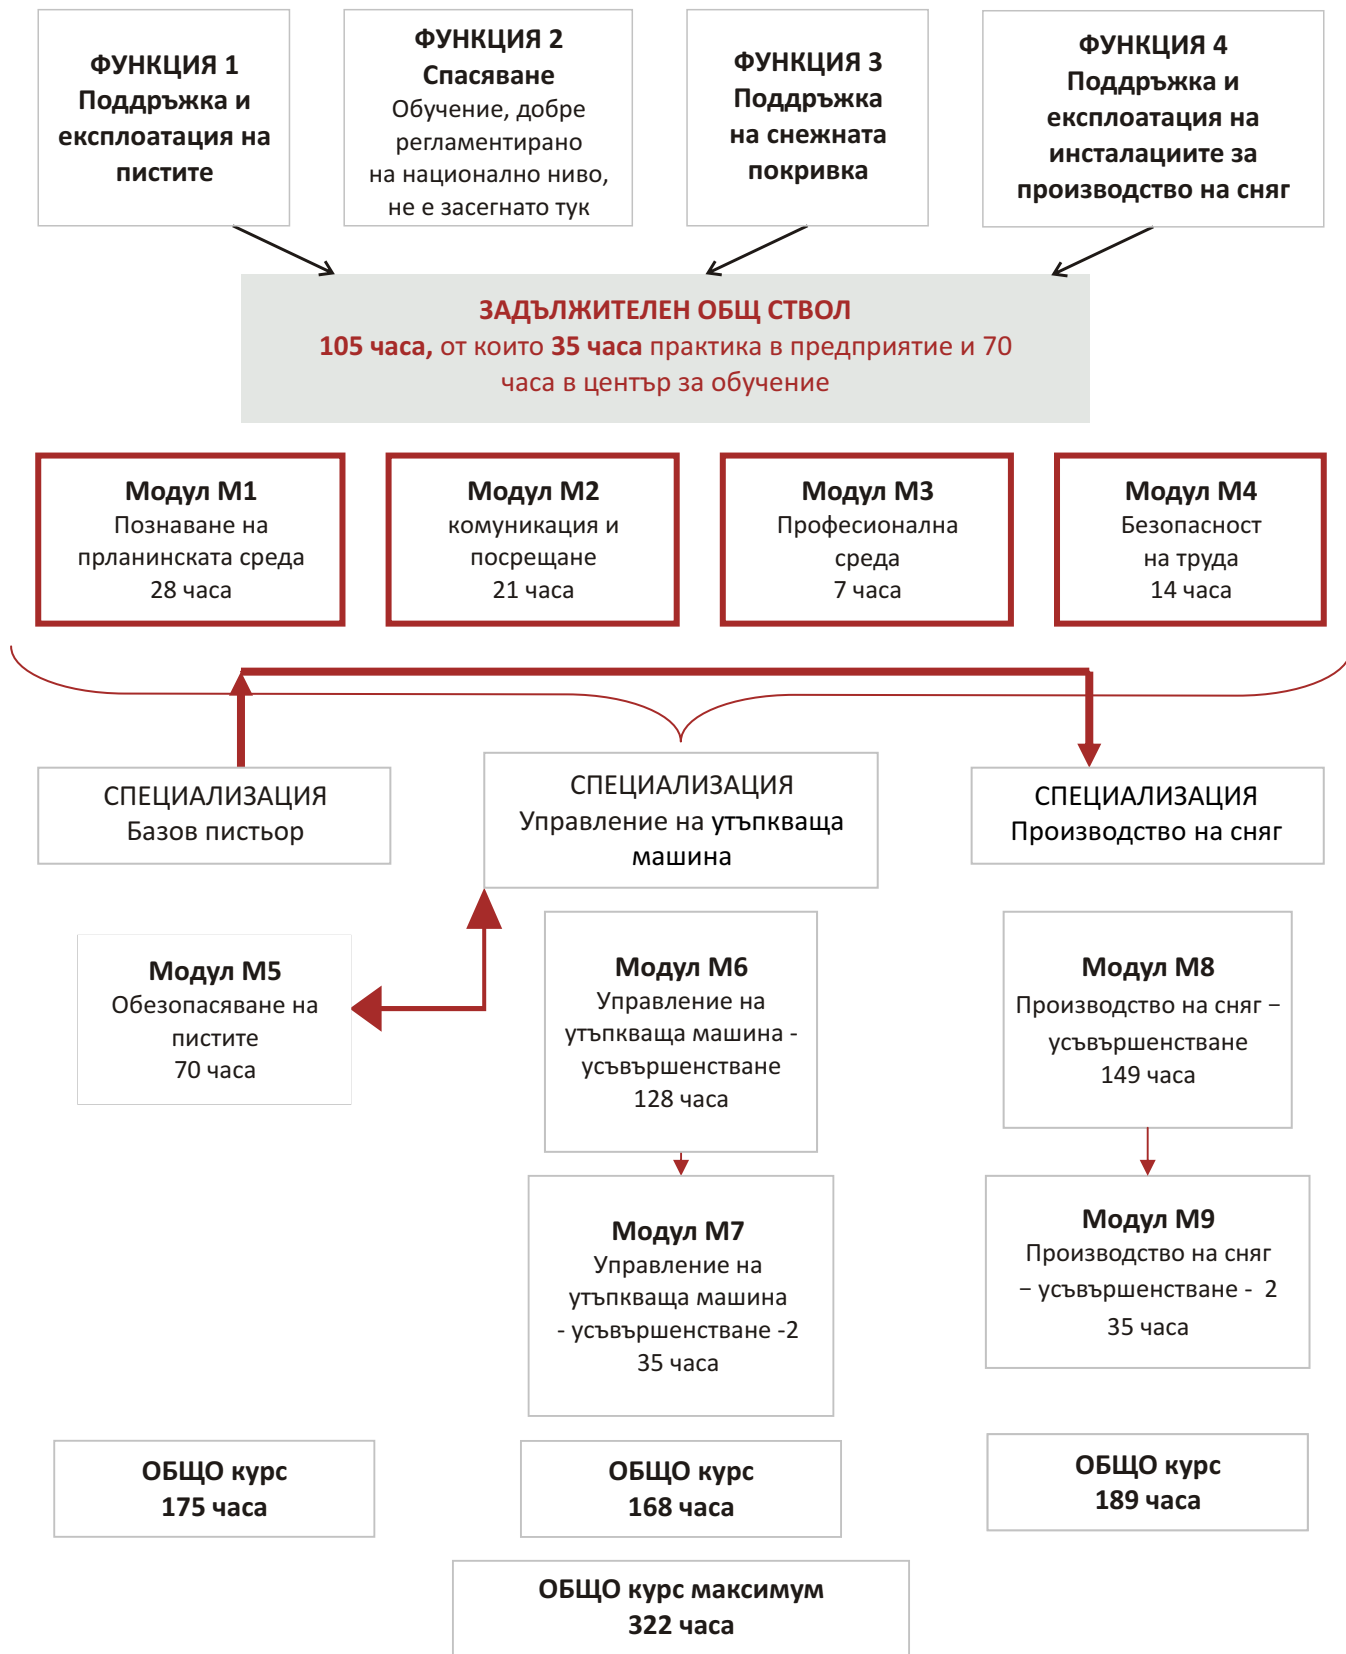 ФУНКЦИЯ 1
Поддръжка и
експлоатация на
пистите
ФУНКЦИЯ 2
Спасяване
Обучение, добре
регламентирано
на национално ниво,
не е засегнато тук
ФУНКЦИЯ 3
Поддръжка
на снежната
покривка
ФУНКЦИЯ 4
Поддръжка и
експлоатация на
инсталациите за
производство на сняг
ЗАДЪЛЖИТЕЛЕН ОБЩ СТВОЛ
105 часа, от които 35 часа практика в предприятие и 70
часа в център за обучение
Модул М1
Познаване на
прланинската среда
28 часа
Модул М2
комуникация и
посрещане
21 часа
Модул М3
Професионална
среда
7 часа
Модул М4
Безопасност
на труда
14 часа
СПЕЦИАЛИЗАЦИЯ
Базов пистьор
СПЕЦИАЛИЗАЦИЯ
Управление на утъпкваща
машина
СПЕЦИАЛИЗАЦИЯ
Производство на сняг
Модул М5
Обезопасяване на
пистите
70 часа
Модул М6
Управление на
утъпкваща машина -
усъвършенстване
128 часа
Модул М8
Производство на сняг –
усъвършенстване
149 часа
Модул М7
Управление на
утъпкваща машина
- усъвършенстване -2
35 часа
Модул М9
Производство на сняг
– усъвършенстване - 2
35 часа
ОБЩО курс
175 часа
ОБЩО курс
168 часа
ОБЩО курс
189 часа
ОБЩО курс максимум
322 часа